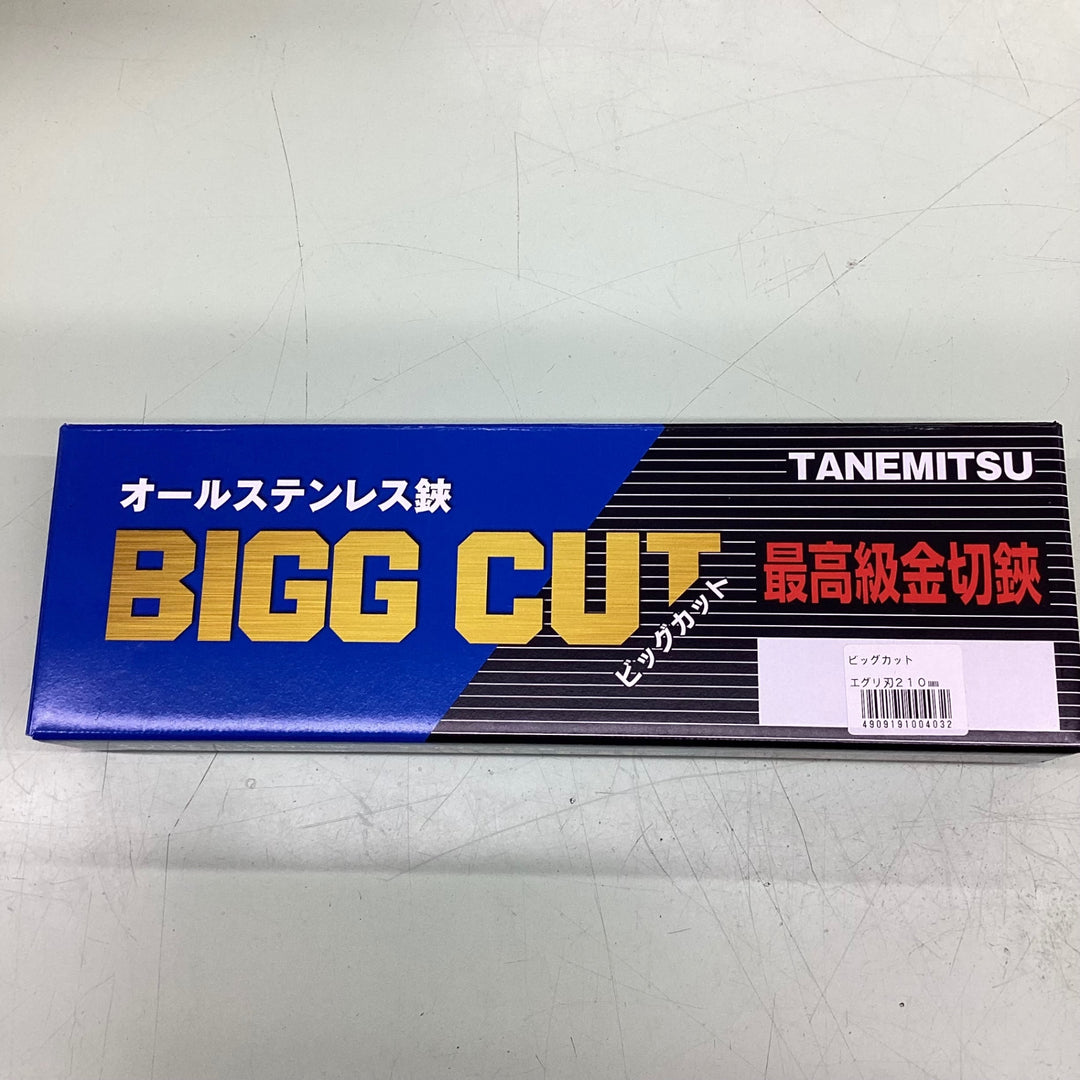 オールステンレス鋏
BIGG CUT
ビッグカット
TANEMITSU
最高級金切鋏
ビッグカット
エグリ刃210㎜
4909191004032